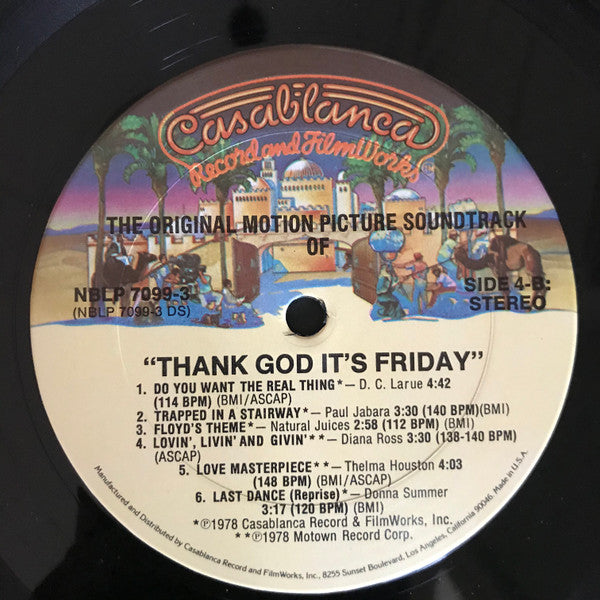 Casablanca
Record and FilmWorks
THE ORIGINAL MOTION PICTURE SOUNDTRACK
OF
NBLP 7099-3
(NBLP 7099-3 DS)
SIDE 4-B:
STEREO
"THANK GOD IT'S FRIDAY"
1. DO YOU WANT THE REAL THING*— D. C. Larue 4:42
(114 BPM) (BMI/ASCAP)
2. TRAPPED IN A STAIRWAY*— Paul Jabara 3:30 (140 BPM)(BMI)
3. FLOYD'S THEME*— Natural Juices 2:58 (112 BPM) (BMI)
4. LOVIN', LIVIN' AND GIVIN'**— Diana Ross 3:30 (138-140 BPM)
(ASCAP)
5. LOVE MASTERPIECE**— Thelma Houston 4:03
(148 BPM) (BMI/ASCAP)
6. LAST DANCE (Reprise)*— Donna Summer
3:17 (120 BPM) (BMI)
*℗1978 Casablanca Record & FilmWorks, Inc.
**℗1978 Motown Record Corp.
Manufactured and Distributed by Casablanca Record and FilmWorks, Inc., 8255 Sunset Boulevard, Los Angeles, California 90046. Made in U.S.A.